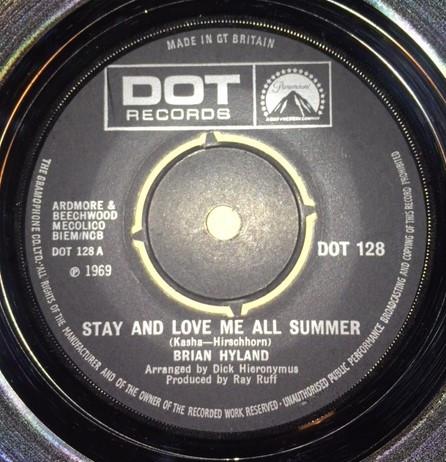 MADE IN GT BRITAIN
DOT
RECORDS
Paramount
ARDMORE &
BEECHWOOD
MECOLICO
BIEM/NCB
DOT 128 A
Ⓟ 1969
DOT 128
STAY AND LOVE ME ALL SUMMER
(Kasha—Hirschhorn)
BRIAN HYLAND
Arranged by Dick Hieronymus
Produced by Ray Ruff
THE GRAMOPHONE CO. LTD. · ALL RIGHTS OF THE MANUFACTURER AND OF THE OWNER OF THE RECORDED WORK RESERVED · UNAUTHORISED PUBLIC PERFORMANCE BROADCASTING AND COPYING OF THIS RECORD PROHIBITED